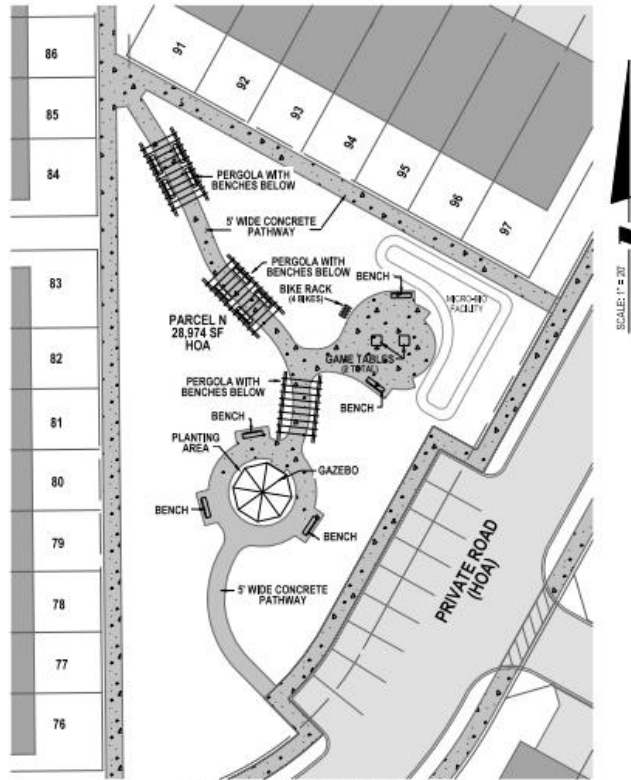 86
85
84
83
82
81
80
79
78
77
76
91
92
93
94
95
96
97
PERGOLA WITH
BENCHES BELOW
5' WIDE CONCRETE
PATHWAY
PERGOLA WITH
BENCHES BELOW
BIKE RACK
(4 BIKES)
BENCH
MICRO-BIO
FACILITY
PARCEL N
28,974 SF
HOA
GAME TABLES
(2 TOTAL)
PERGOLA WITH
BENCHES BELOW
BENCH
BENCH
PLANTING
AREA
GAZEBO
BENCH
BENCH
5' WIDE CONCRETE
PATHWAY
PRIVATE ROAD
(HOA)
SCALE: 1" = 20'